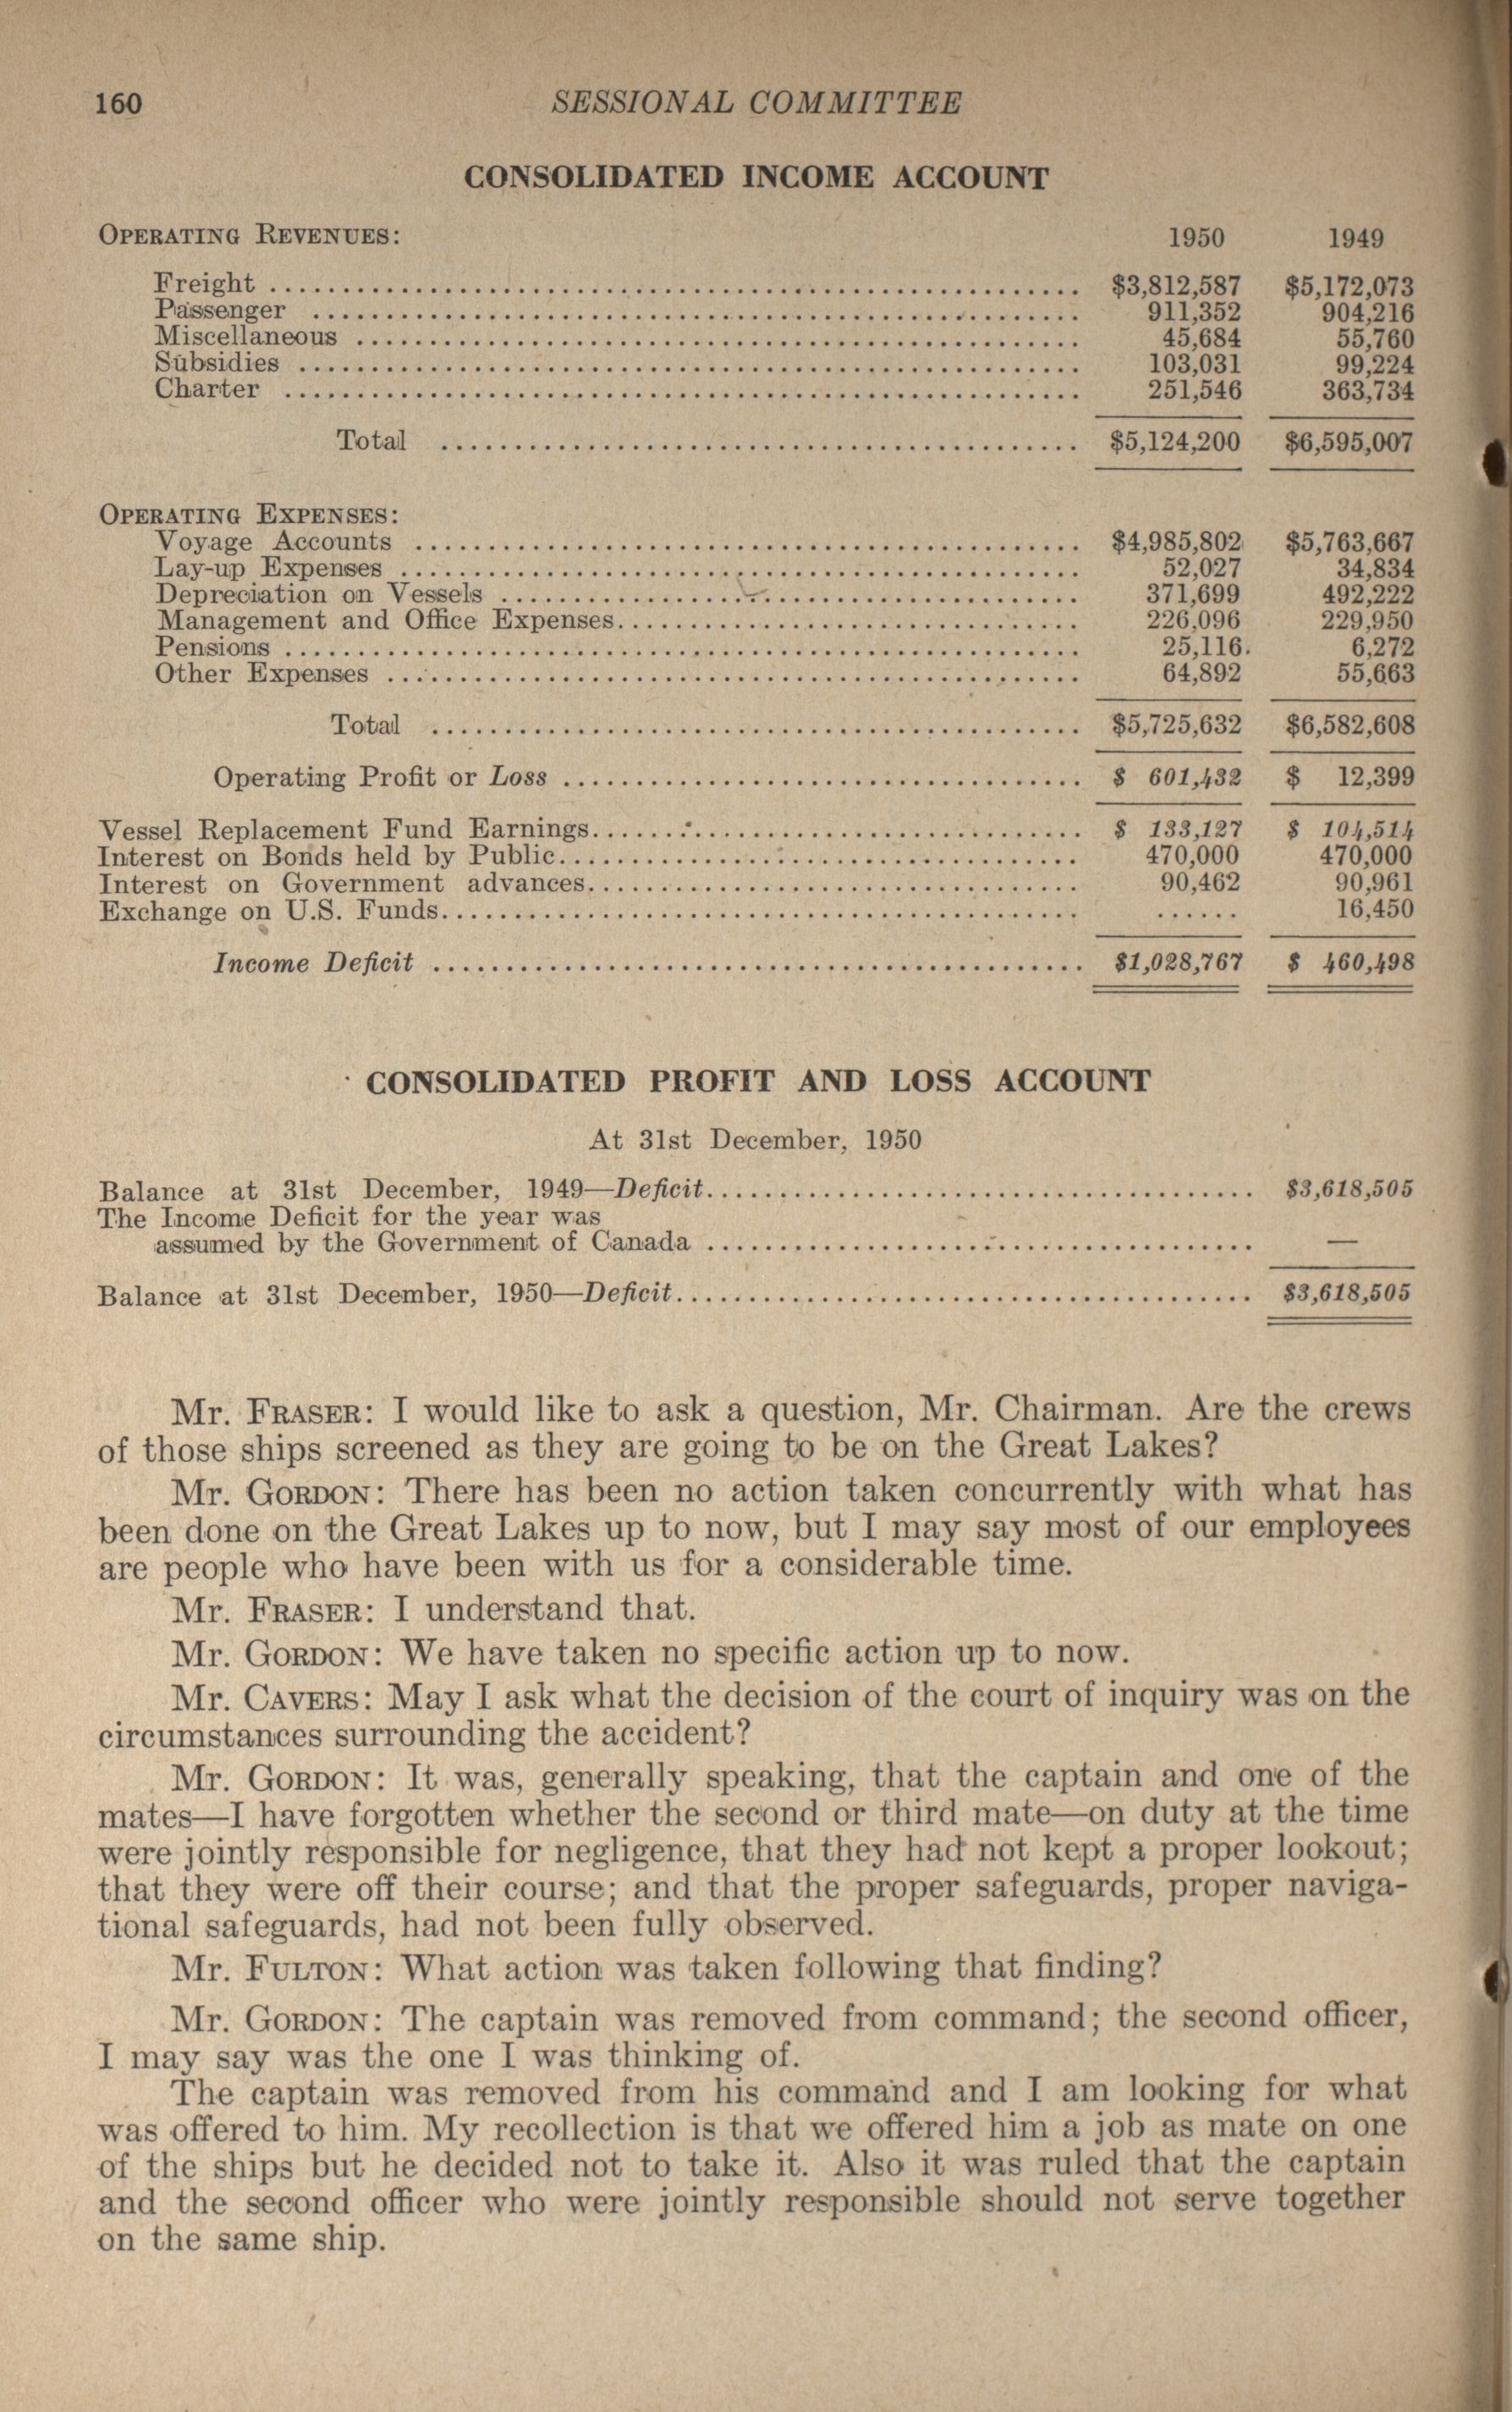 160 SESSIONAL COMMITTEE
CONSOLIDATED INCOME ACCOUNT
OPERATING REVENUES: 1950 1949
Freight ........ $3,812,587 $5,172,073
Passenger ........ 911,352 904,216
Miscellaneous ........ 45,684 55,760
Subsidies ........ 103,031 99,224
Charter ........ 251,546 363,734
Total ........ $5,124,200 $6,595,007
OPERATING EXPENSES:
Voyage Accounts ........ $4,985,802 $5,763,667
Lay-up Expenses ........ 52,027 34,834
Depreciation on Vessels ........ 371,699 492,222
Management and Office Expenses........ 226,096 229,950
Pensions ........ 25,116. 6,272
Other Expenses ........ 64,892 55,663
Total ........ $5,725,632 $6,582,608
Operating Profit or Loss ........ $ 601,432 $ 12,399
Vessel Replacement Fund Earnings........ $ 133,127 $ 104,514
Interest on Bonds held by Public........ 470,000 470,000
Interest on Government advances........ 90,462 90,961
Exchange on U.S. Funds........ ...... 16,450
Income Deficit ........ $1,028,767 $ 460,498
CONSOLIDATED PROFIT AND LOSS ACCOUNT
At 31st December, 1950
Balance at 31st December, 1949—Deficit........ $3,618,505
The Income Deficit for the year was
assumed by the Government of Canada ........ —
Balance at 31st December, 1950—Deficit........ $3,618,505
Mr. FRASER: I would like to ask a question, Mr. Chairman. Are the crews
of those ships screened as they are going to be on the Great Lakes?
Mr. GORDON: There has been no action taken concurrently with what has
been done on the Great Lakes up to now, but I may say most of our employees
are people who have been with us for a considerable time.
Mr. FRASER: I understand that.
Mr. GORDON: We have taken no specific action up to now.
Mr. CAVERS: May I ask what the decision of the court of inquiry was on the
circumstances surrounding the accident?
Mr. GORDON: It was, generally speaking, that the captain and one of the
mates—I have forgotten whether the second or third mate—on duty at the time
were jointly responsible for negligence, that they had not kept a proper lookout;
that they were off their course; and that the proper safeguards, proper naviga-
tional safeguards, had not been fully observed.
Mr. FULTON: What action was taken following that finding?
Mr. GORDON: The captain was removed from command; the second officer,
I may say was the one I was thinking of.
The captain was removed from his command and I am looking for what
was offered to him. My recollection is that we offered him a job as mate on one
of the ships but he decided not to take it. Also it was ruled that the captain
and the second officer who were jointly responsible should not serve together
on the same ship.